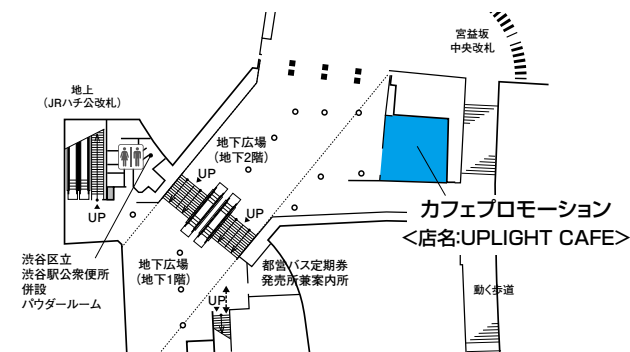 宮益坂
中央改札
地上
(JRハチ公改札)
地下広場
(地下2階)
UP
UP
UP
カフェプロモーション
<店名:UPLIGHT CAFE>
渋谷区立
渋谷駅公衆便所
併設
パウダールーム
地下広場
(地下1階)
都営バス定期券
発売所兼案内所
動く歩道
UP